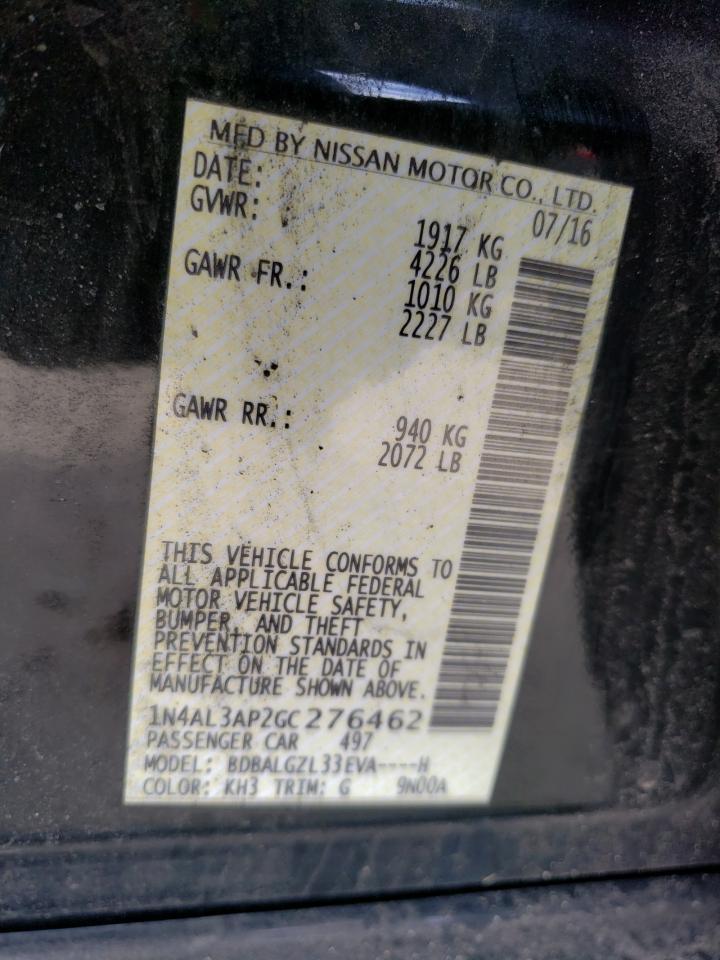 MFD BY NISSAN MOTOR CO., LTD.
DATE: 07/16
GVWR: 1917 KG
4226 LB
GAWR FR.: 1010 KG
2227 LB
GAWR RR.: 940 KG
2072 LB
THIS VEHICLE CONFORMS TO
ALL APPLICABLE FEDERAL
MOTOR VEHICLE SAFETY,
BUMPER, AND THEFT
PREVENTION STANDARDS IN
EFFECT ON THE DATE OF
MANUFACTURE SHOWN ABOVE.
1N4AL3AP2GC276462
PASSENGER CAR 497
MODEL: BDBALGZL33EVA----H
COLOR: KH3 TRIM: G 9N00A